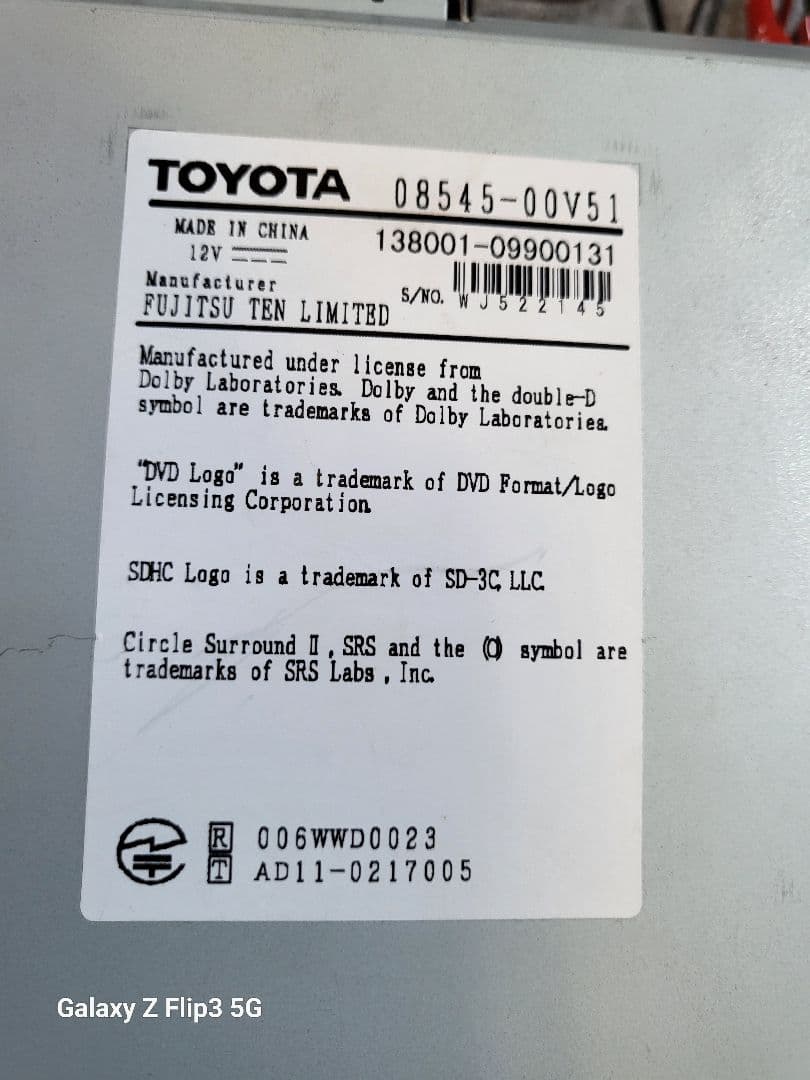 TOYOTA 08545-00V51
MADE IN CHINA 138001-09900131
12V
Manufacturer S/NO. WJ522145
FUJITSU TEN LIMITED
Manufactured under license from
Dolby Laboratories. Dolby and the double-D
symbol are trademarks of Dolby Laboratories.
"DVD Logo" is a trademark of DVD Format/Logo
Licensing Corporation.
SDHC Logo is a trademark of SD-3C, LLC.
Circle Surround Ⅱ, SRS and the (O) symbol are
trademarks of SRS Labs, Inc.
R 006WWD0023
T AD11-0217005
Galaxy Z Flip3 5G